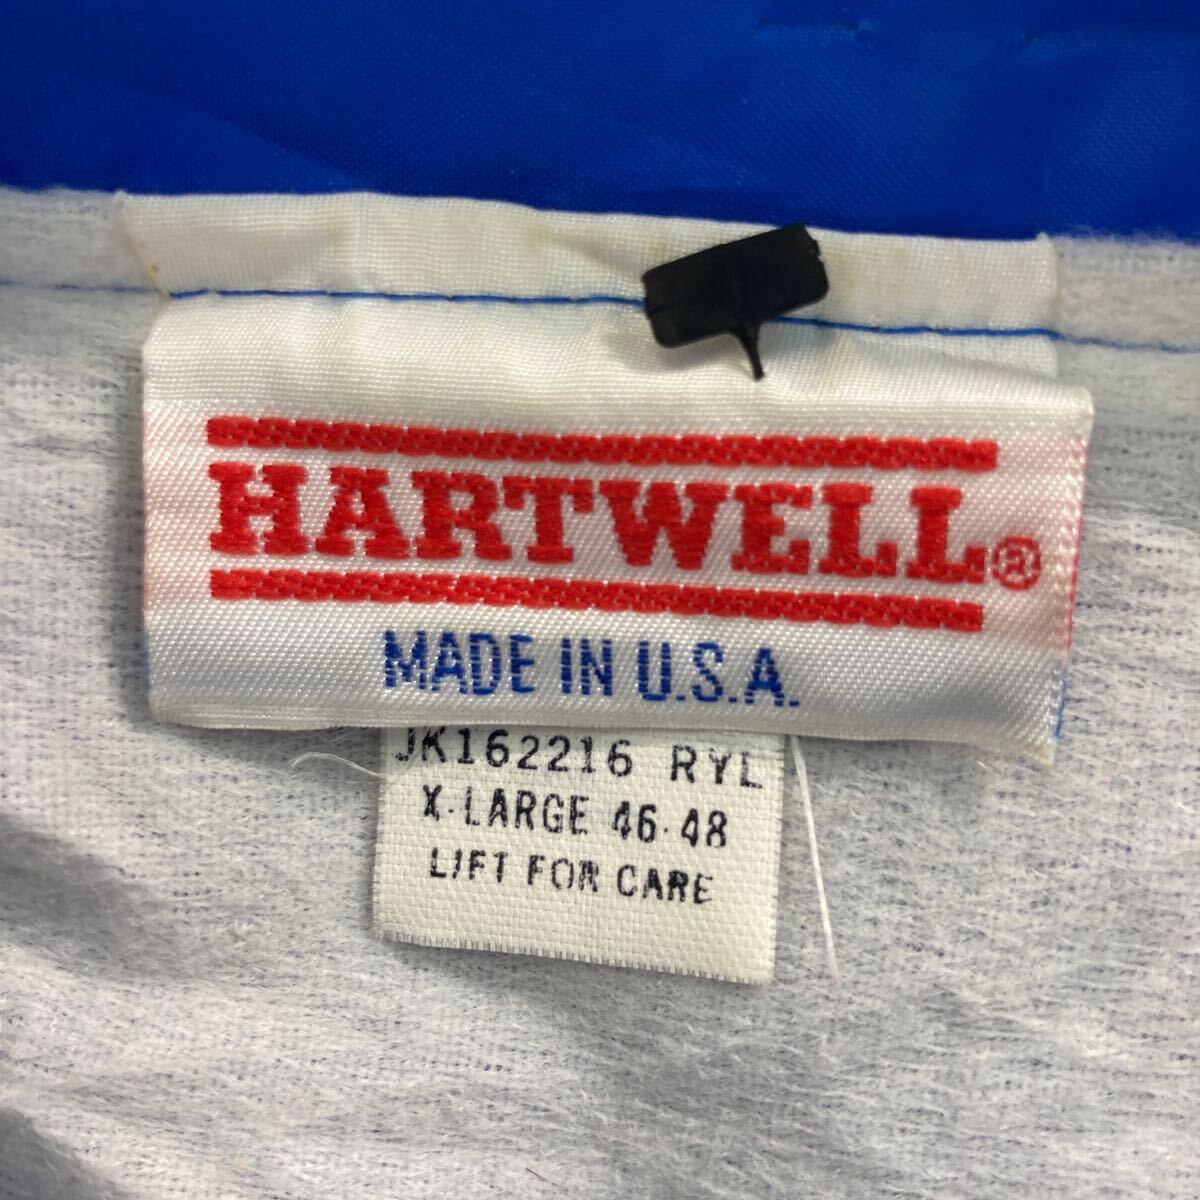 HARTWELL®
MADE IN U.S.A.
JK162216 RYL
X-LARGE 46-48
LIFT FOR CARE